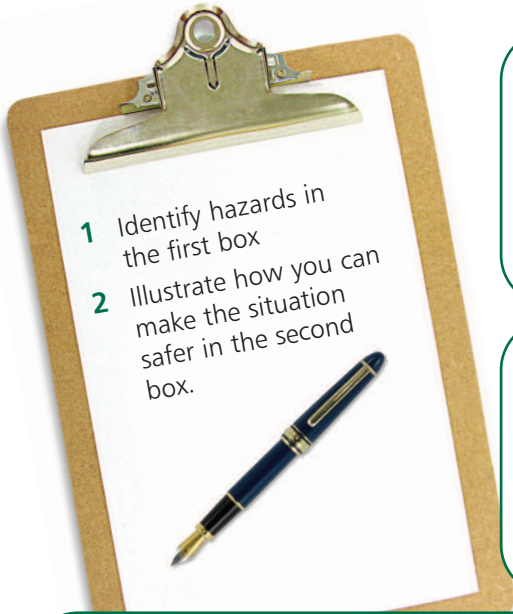 1 Identify hazards in
the first box
2 Illustrate how you can
make the situation
safer in the second
box.